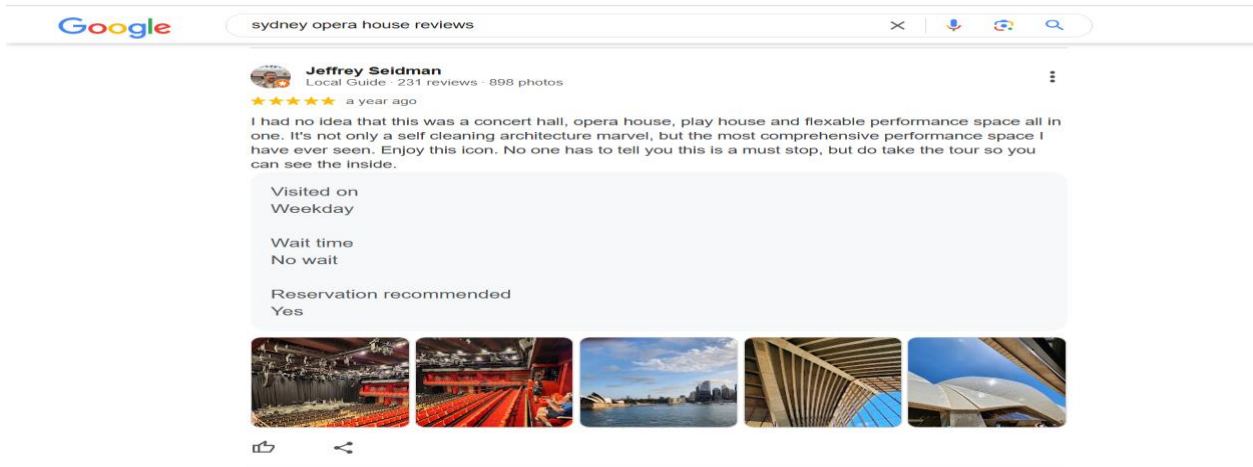 Google
sydney opera house reviews
Jeffrey Seidman
Local Guide · 231 reviews · 898 photos
a year ago
I had no idea that this was a concert hall, opera house, play house and flexable performance space all in
one. It's not only a self cleaning architecture marvel, but the most comprehensive performance space I
have ever seen. Enjoy this icon. No one has to tell you this is a must stop, but do take the tour so you
can see the inside.
Visited on
Weekday
Wait time
No wait
Reservation recommended
Yes